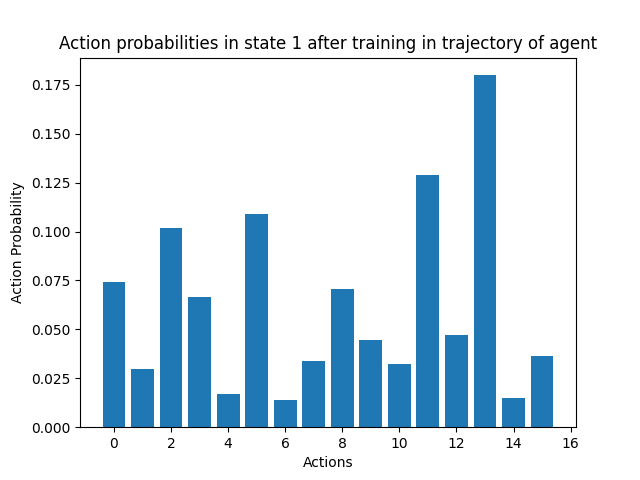 Action probabilities in state 1 after training in trajectory of agent
0.175
0.150
0.125
0.100
0.075
0.050
0.025
0.000
Action Probability
0 2 4 6 8 10 12 14 16
Actions